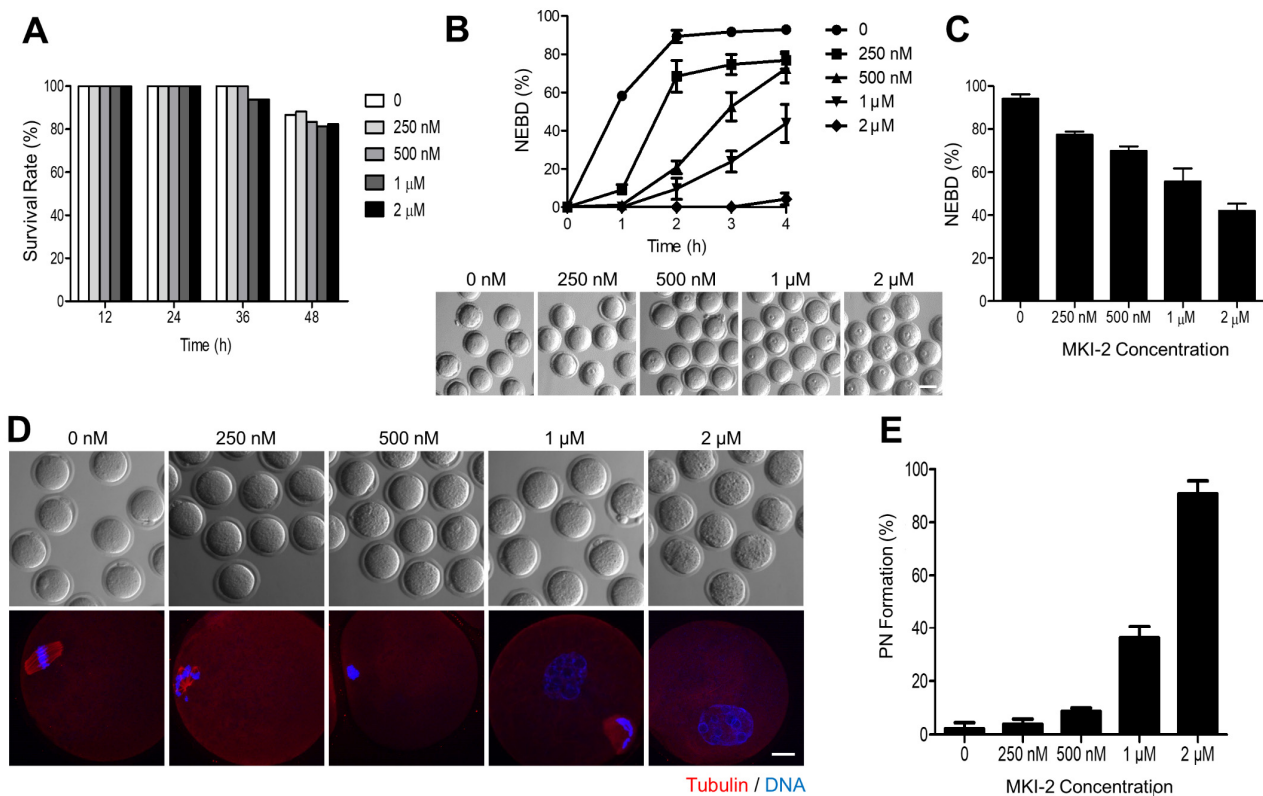 A
Survival Rate (%)
100
80
60
40
20
0
12
24
36
48
Time (h)
0
250 nM
500 nM
1 μM
2 μM
B
NEBD (%)
100
80
60
40
20
0
0
1
2
3
4
Time (h)
0
250 nM
500 nM
1 μM
2 μM
0 nM
250 nM
500 nM
1 μM
2 μM
C
NEBD (%)
100
80
60
40
20
0
0
250 nM
500 nM
1 μM
2 μM
MKI-2 Concentration
D
0 nM
250 nM
500 nM
1 μM
2 μM
Tubulin / DNA
E
PN Formation (%)
100
80
60
40
20
0
0
250 nM
500 nM
1 μM
2 μM
MKI-2 Concentration